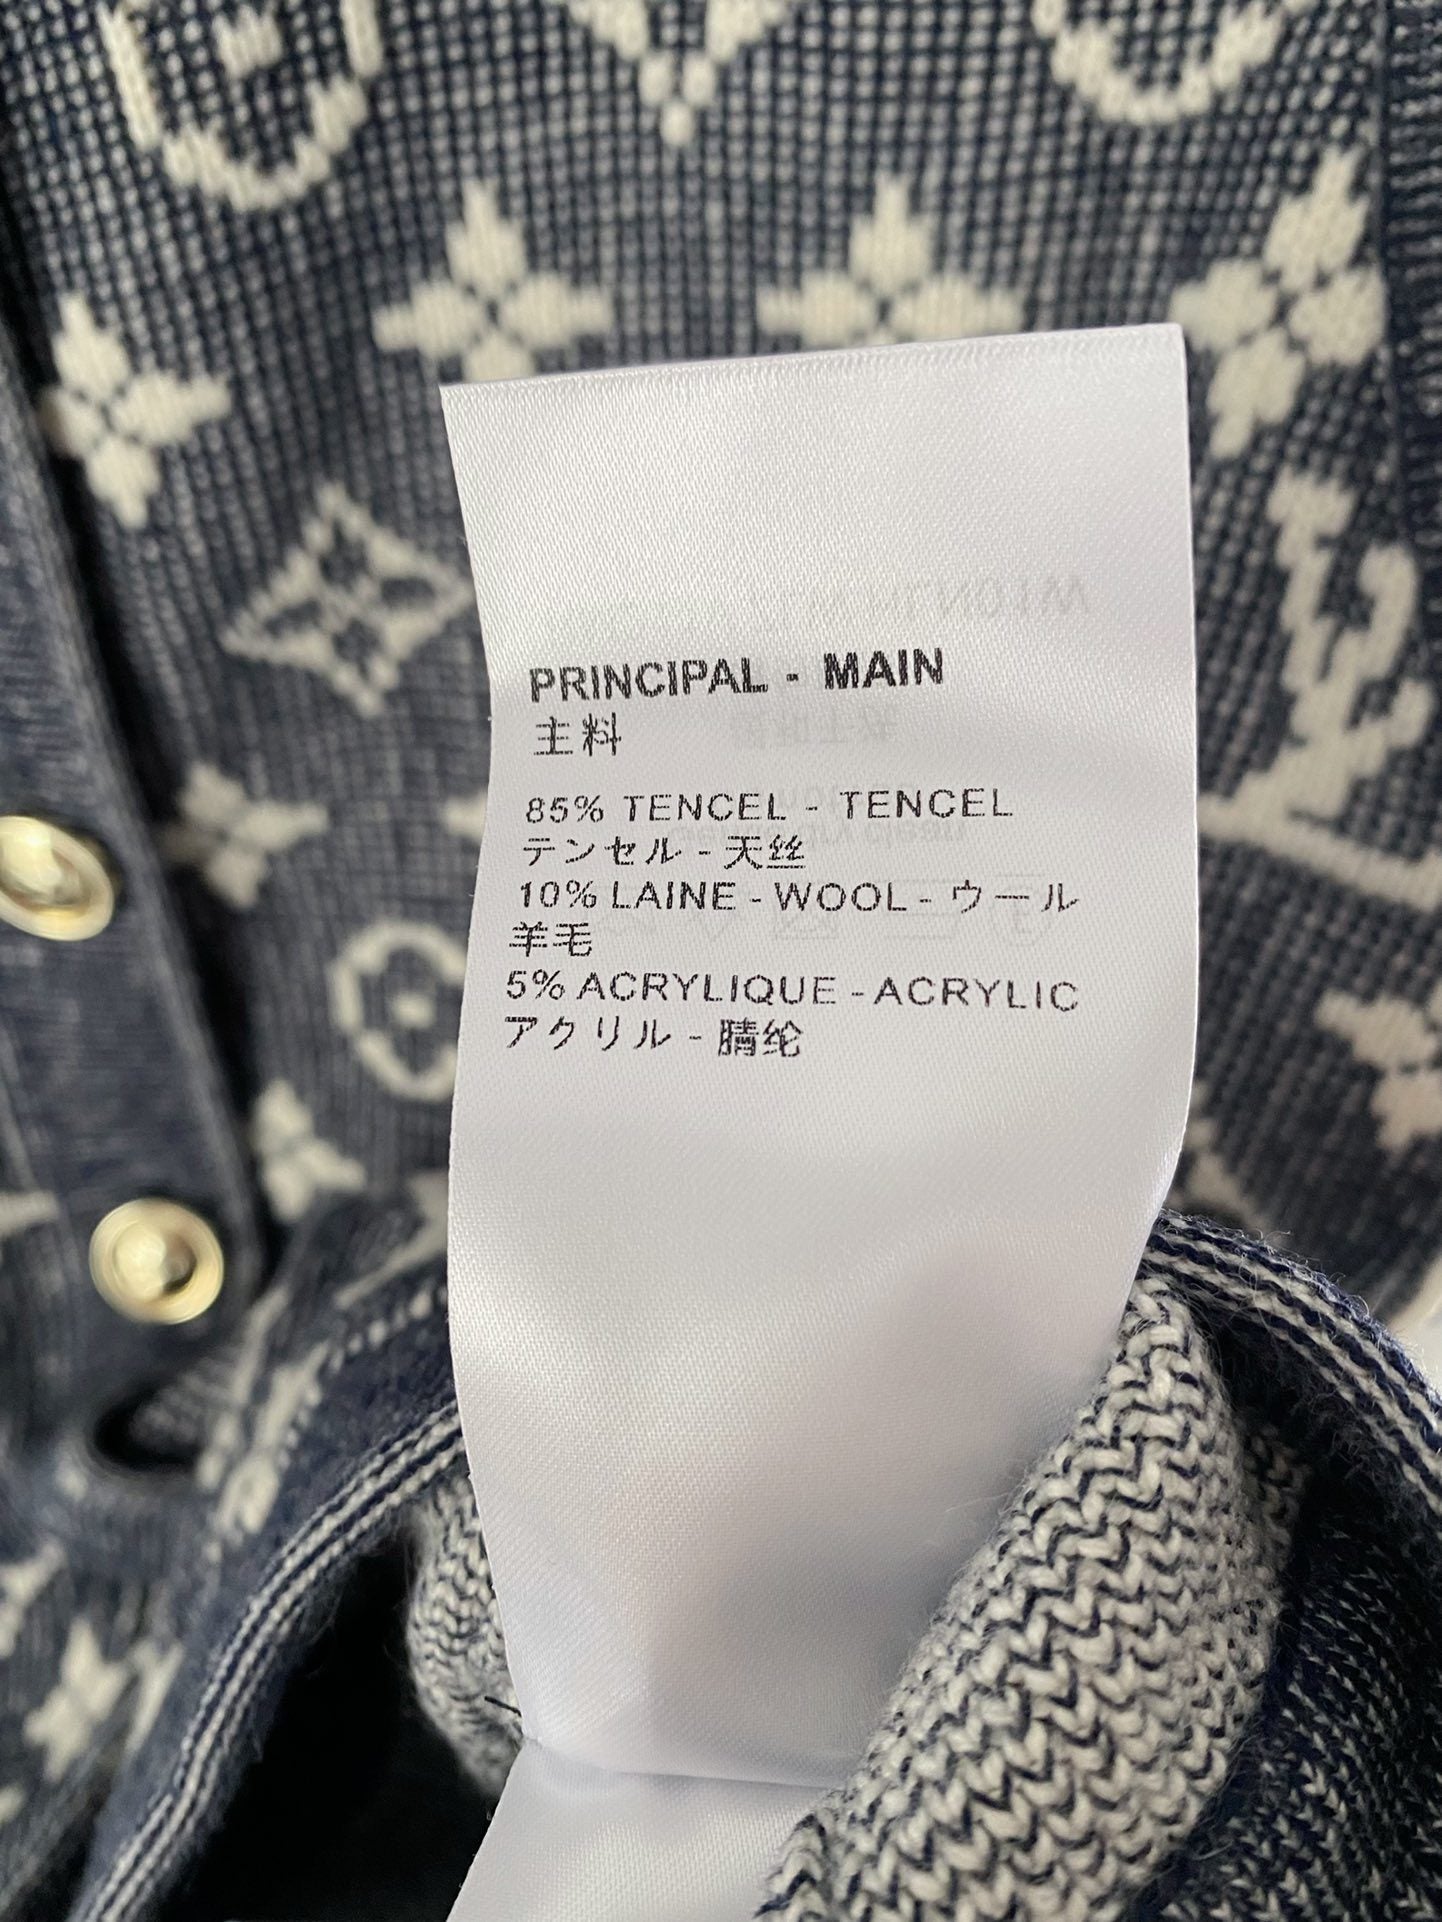 PRINCIPAL - MAIN
主料
85% TENCEL - TENCEL
テンセル - 天丝
10% LAINE - WOOL - ウール
羊毛
5% ACRYLIQUE - ACRYLIC
アクリル - 腈纶